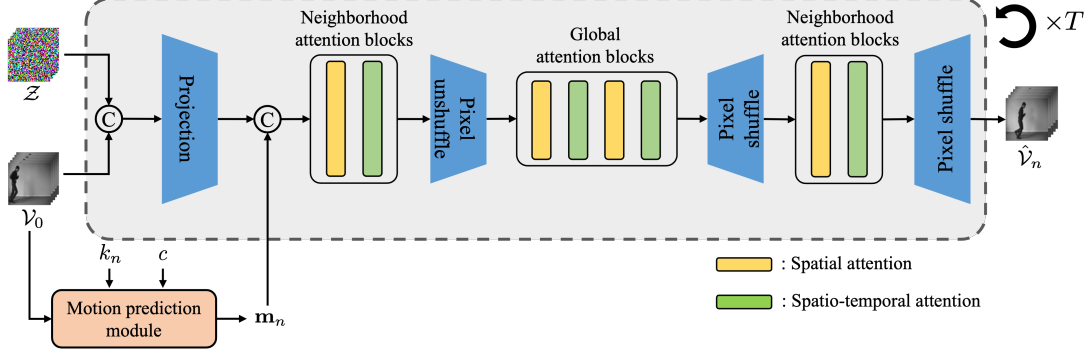 Neighborhood
attention blocks
Global
attention blocks
Neighborhood
attention blocks
×T
Z
C
Projection
C
Pixel
unshuffle
Pixel
shuffle
Pixel shuffle
V̂ₙ
V₀
kₙ
c
Motion prediction
module
mₙ
: Spatial attention
: Spatio-temporal attention